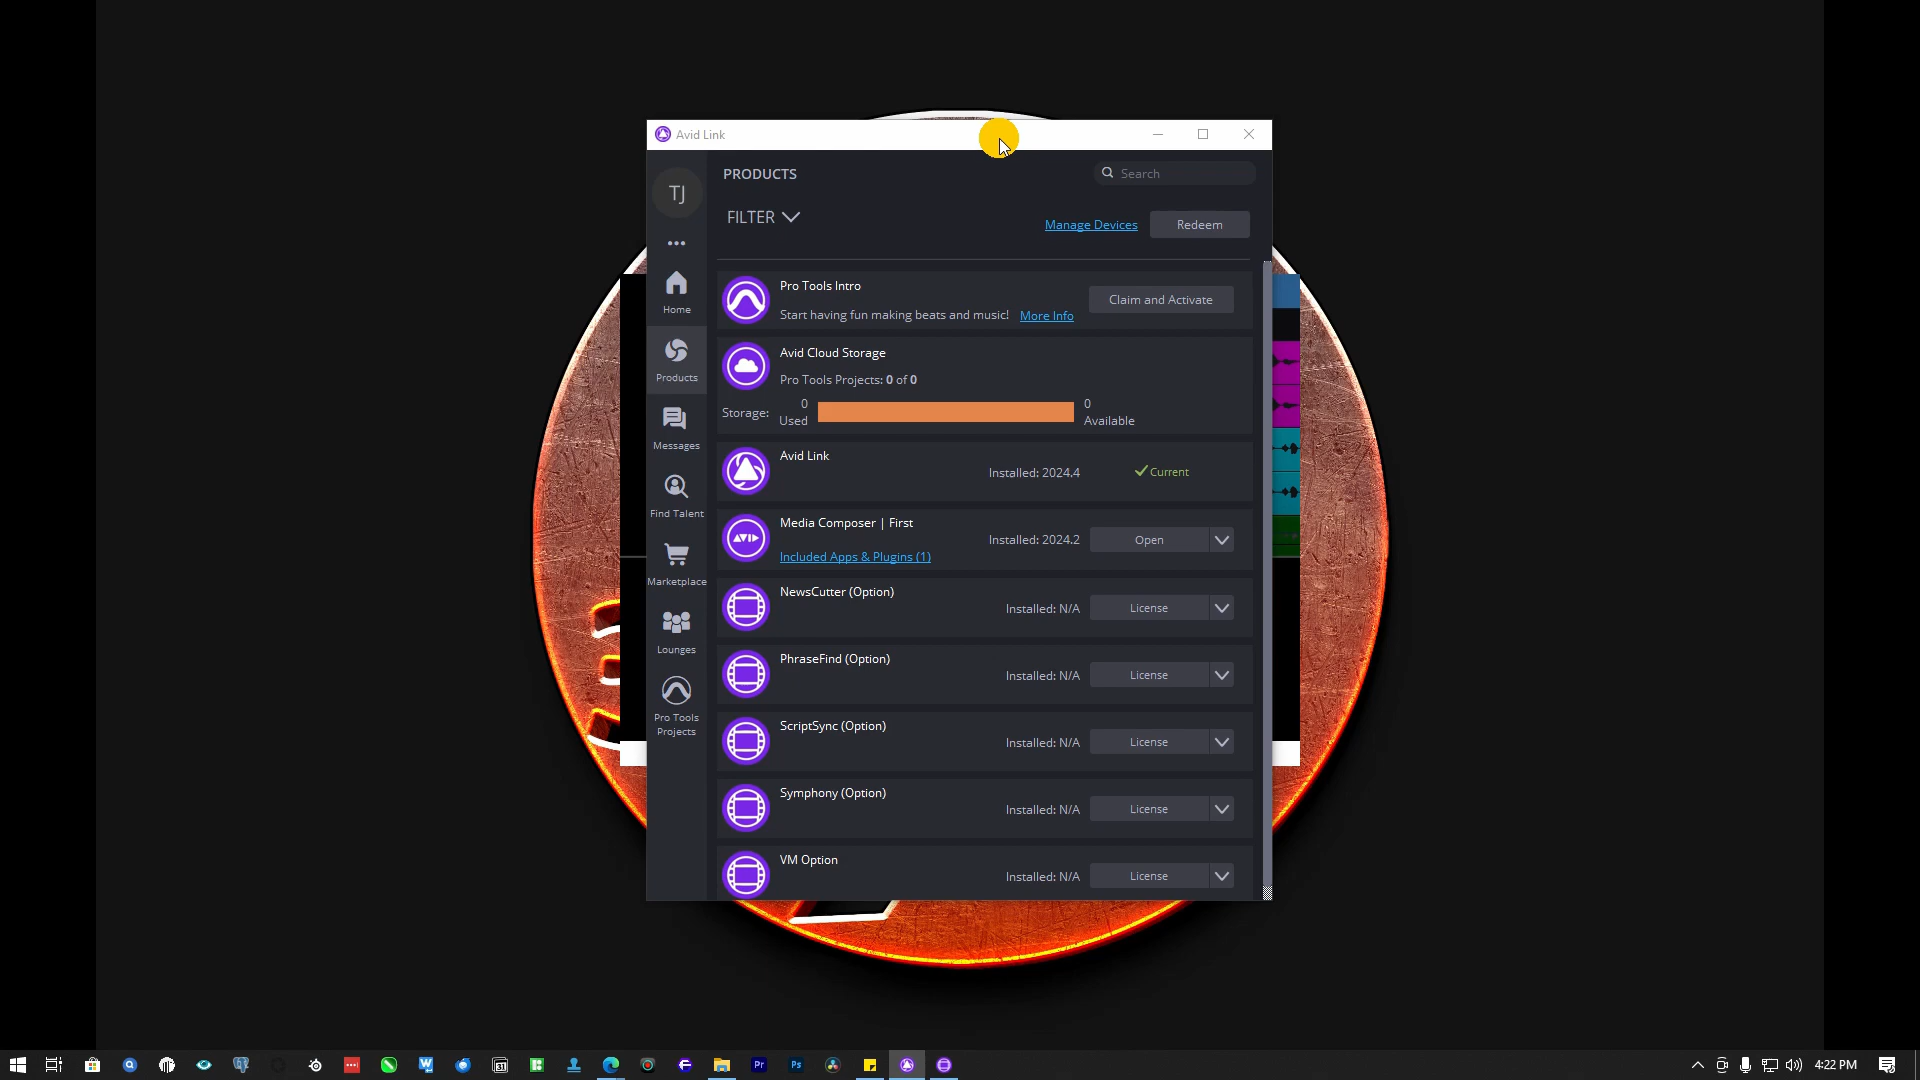 Avid Link
TJ
PRODUCTS
Search
FILTER
Manage Devices
Redeem
Home
Products
Messages
Find Talent
Marketplace
Lounges
Pro Tools
Projects
Pro Tools Intro
Start having fun making beats and music! More Info
Claim and Activate
Avid Cloud Storage
Pro Tools Projects: 0 of 0
Storage:
0
Used
0
Available
Avid Link
Installed: 2024.4
Current
Media Composer | First
Included Apps & Plugins (1)
Installed: 2024.2
Open
NewsCutter (Option)
Installed: N/A
License
PhraseFind (Option)
Installed: N/A
License
ScriptSync (Option)
Installed: N/A
License
Symphony (Option)
Installed: N/A
License
VM Option
Installed: N/A
License
AVID
31
Pr
Ps
4:22 PM